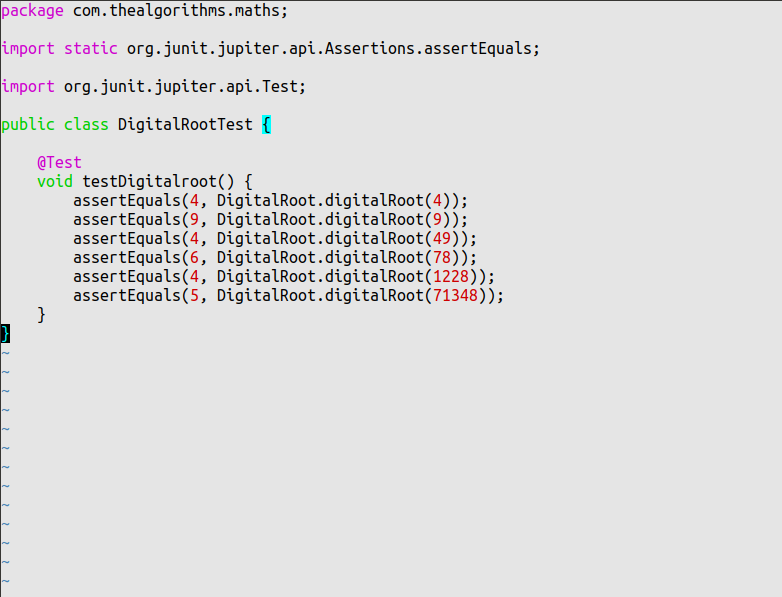 package com.thealgorithms.maths;
import static org.junit.jupiter.api.Assertions.assertEquals;
import org.junit.jupiter.api.Test;
public class DigitalRootTest {
    @Test
    void testDigitalroot() {
        assertEquals(4, DigitalRoot.digitalRoot(4));
        assertEquals(9, DigitalRoot.digitalRoot(9));
        assertEquals(4, DigitalRoot.digitalRoot(49));
        assertEquals(6, DigitalRoot.digitalRoot(78));
        assertEquals(4, DigitalRoot.digitalRoot(1228));
        assertEquals(5, DigitalRoot.digitalRoot(71348));
    }
}
~
~
~
~
~
~
~
~
~
~
~
~
~